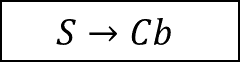 S → Cb